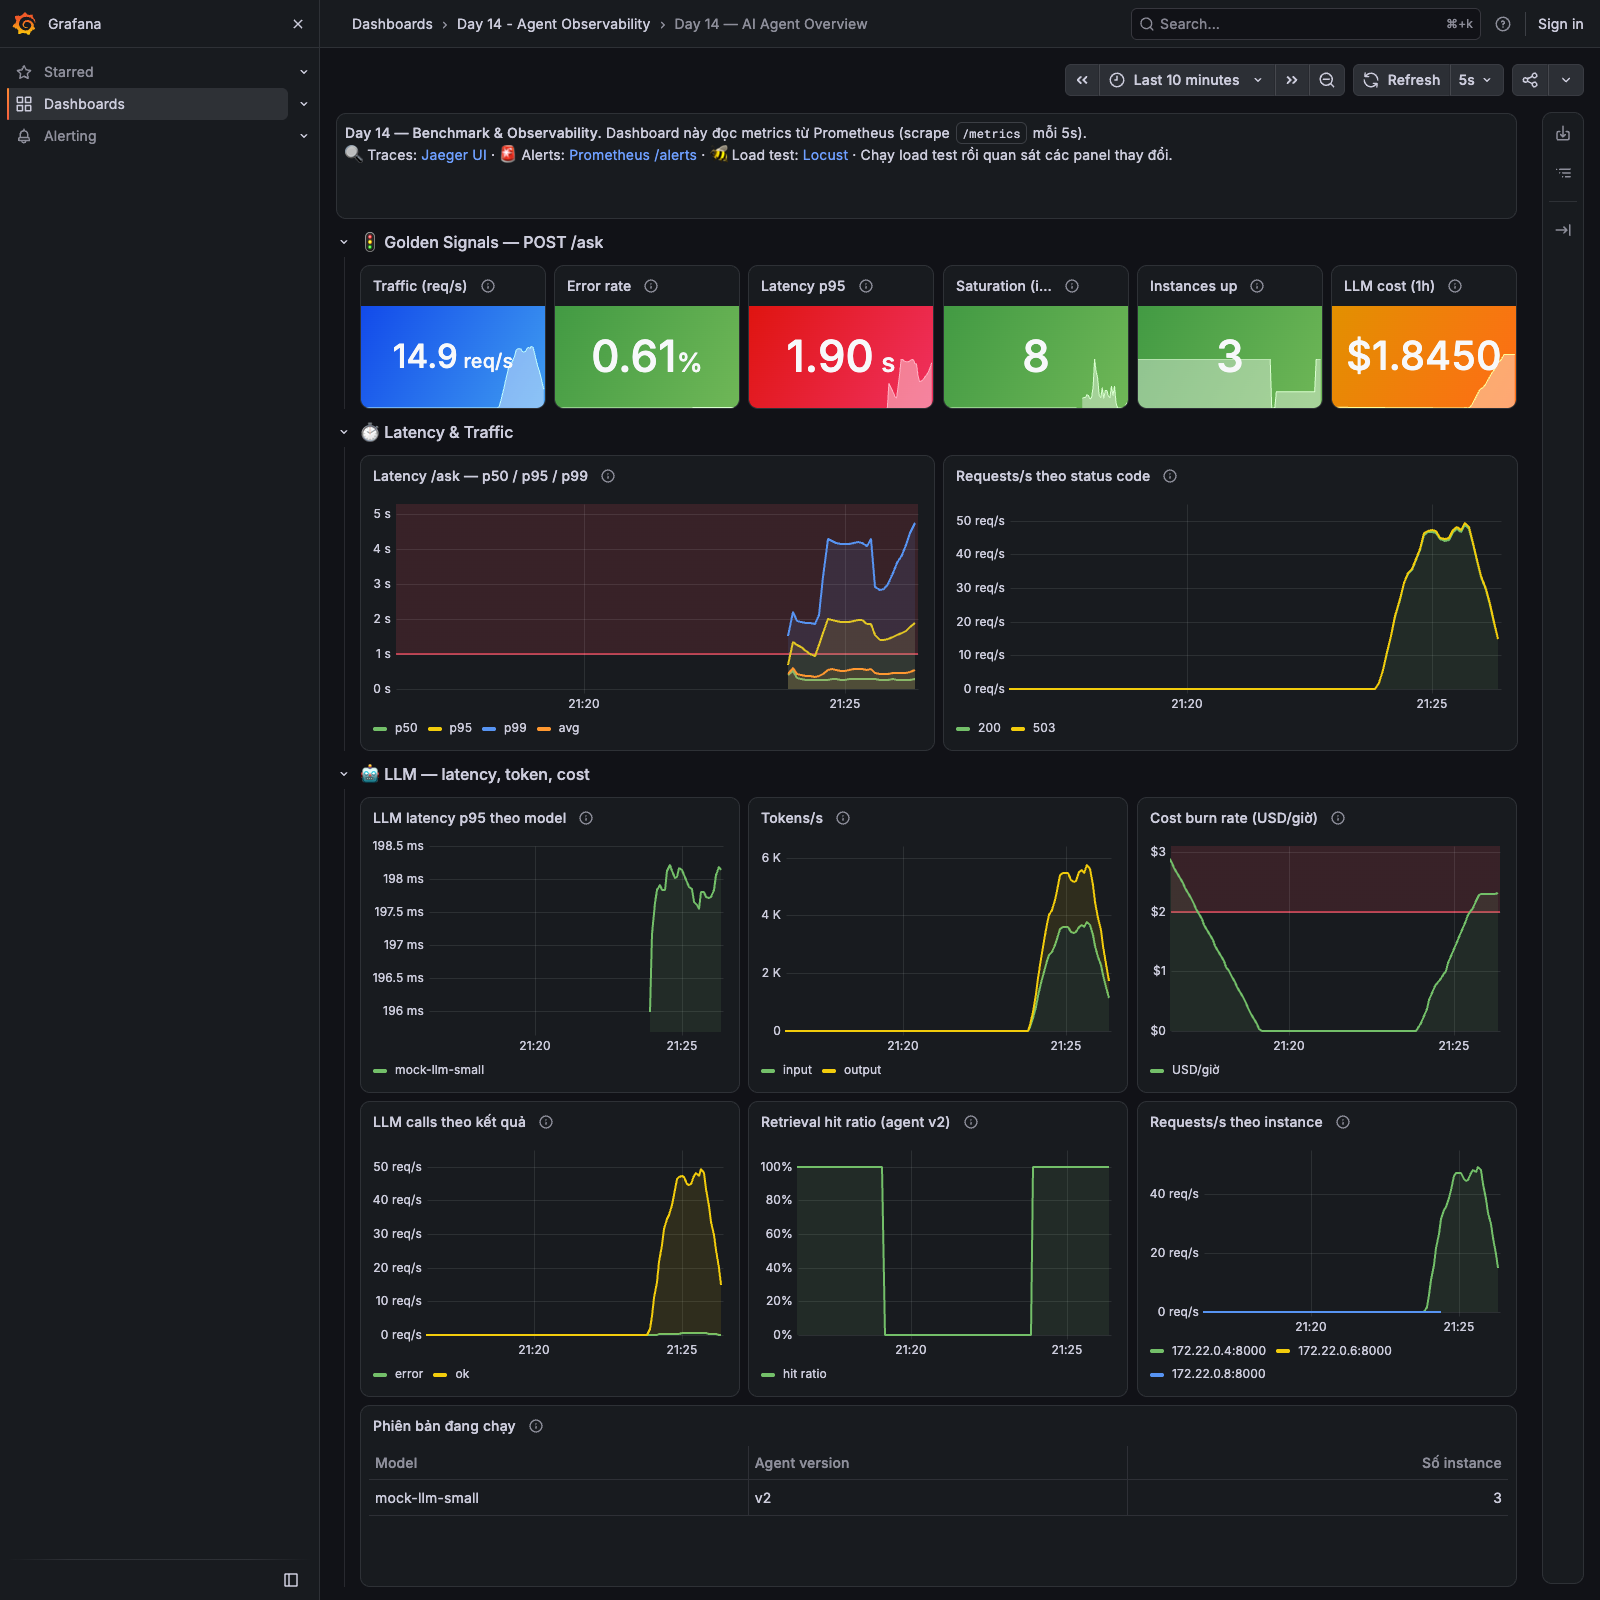 Grafana
Dashboards › Day 14 - Agent Observability › Day 14 — AI Agent Overview
Search...
⌘+k
Sign in
Starred
Dashboards
Alerting
Last 10 minutes
Refresh
5s
Day 14 — Benchmark & Observability. Dashboard này đọc metrics từ Prometheus (scrape /metrics mỗi 5s).
Traces: Jaeger UI · Alerts: Prometheus /alerts · Load test: Locust · Chạy load test rồi quan sát các panel thay đổi.
Golden Signals — POST /ask
Traffic (req/s)
14.9 req/s
Error rate
0.61%
Latency p95
1.90 s
Saturation (i...
8
Instances up
3
LLM cost (1h)
$1.8450
Latency & Traffic
Latency /ask — p50 / p95 / p99
5 s
4 s
3 s
2 s
1 s
0 s
21:20
21:25
p50 p95 p99 avg
Requests/s theo status code
50 req/s
40 req/s
30 req/s
20 req/s
10 req/s
0 req/s
21:20
21:25
200 503
LLM — latency, token, cost
LLM latency p95 theo model
198.5 ms
198 ms
197.5 ms
197 ms
196.5 ms
196 ms
21:20
21:25
mock-llm-small
Tokens/s
6 K
4 K
2 K
0
21:20
21:25
input output
Cost burn rate (USD/giờ)
$3
$2
$1
$0
21:20
21:25
USD/giờ
LLM calls theo kết quả
50 req/s
40 req/s
30 req/s
20 req/s
10 req/s
0 req/s
21:20
21:25
error ok
Retrieval hit ratio (agent v2)
100%
80%
60%
40%
20%
0%
21:20
21:25
hit ratio
Requests/s theo instance
40 req/s
20 req/s
0 req/s
21:20
21:25
172.22.0.4:8000 172.22.0.6:8000
172.22.0.8:8000
Phiên bản đang chạy
Model Agent version Số instance
mock-llm-small v2 3